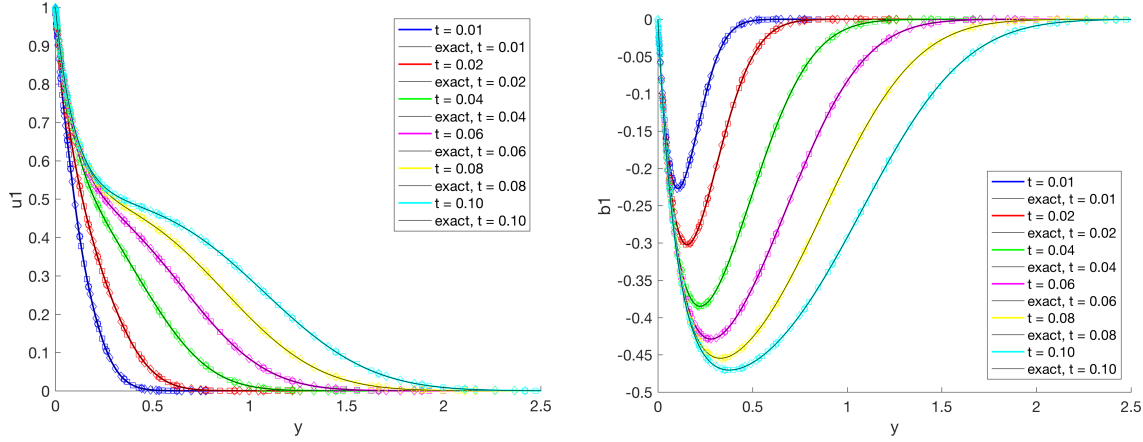 1
0.9
0.8
0.7
0.6
0.5
0.4
0.3
0.2
0.1
0
u1
0 0.5 1 1.5 2 2.5
y
t = 0.01
exact, t = 0.01
t = 0.02
exact, t = 0.02
t = 0.04
exact, t = 0.04
t = 0.06
exact, t = 0.06
t = 0.08
exact, t = 0.08
t = 0.10
exact, t = 0.10
0
-0.05
-0.1
-0.15
-0.2
-0.25
-0.3
-0.35
-0.4
-0.45
-0.5
b1
0 0.5 1 1.5 2 2.5
y
t = 0.01
exact, t = 0.01
t = 0.02
exact, t = 0.02
t = 0.04
exact, t = 0.04
t = 0.06
exact, t = 0.06
t = 0.08
exact, t = 0.08
t = 0.10
exact, t = 0.10